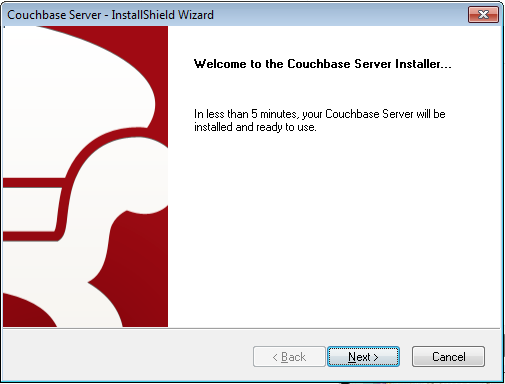 Couchbase Server - InstallShield Wizard
Welcome to the Couchbase Server Installer...
In less than 5 minutes, your Couchbase Server will be
installed and ready to use.
< Back
Next >
Cancel